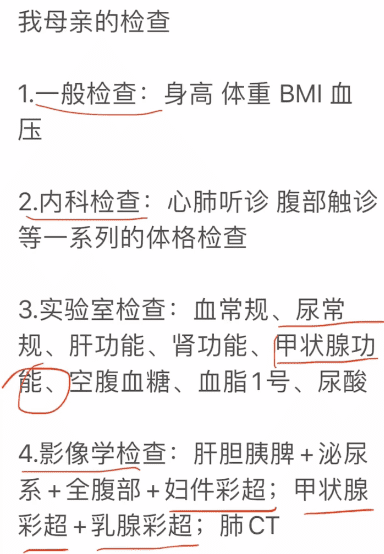 我母亲的检查
1.一般检查：身高 体重 BMI 血
压
2.内科检查：心肺听诊 腹部触诊
等一系列的体格检查
3.实验室检查：血常规、尿常
规、肝功能、肾功能、甲状腺功
能、空腹血糖、血脂1号、尿酸
4.影像学检查：肝胆胰脾+泌尿
系+全腹部+妇件彩超；甲状腺
彩超+乳腺彩超；肺CT